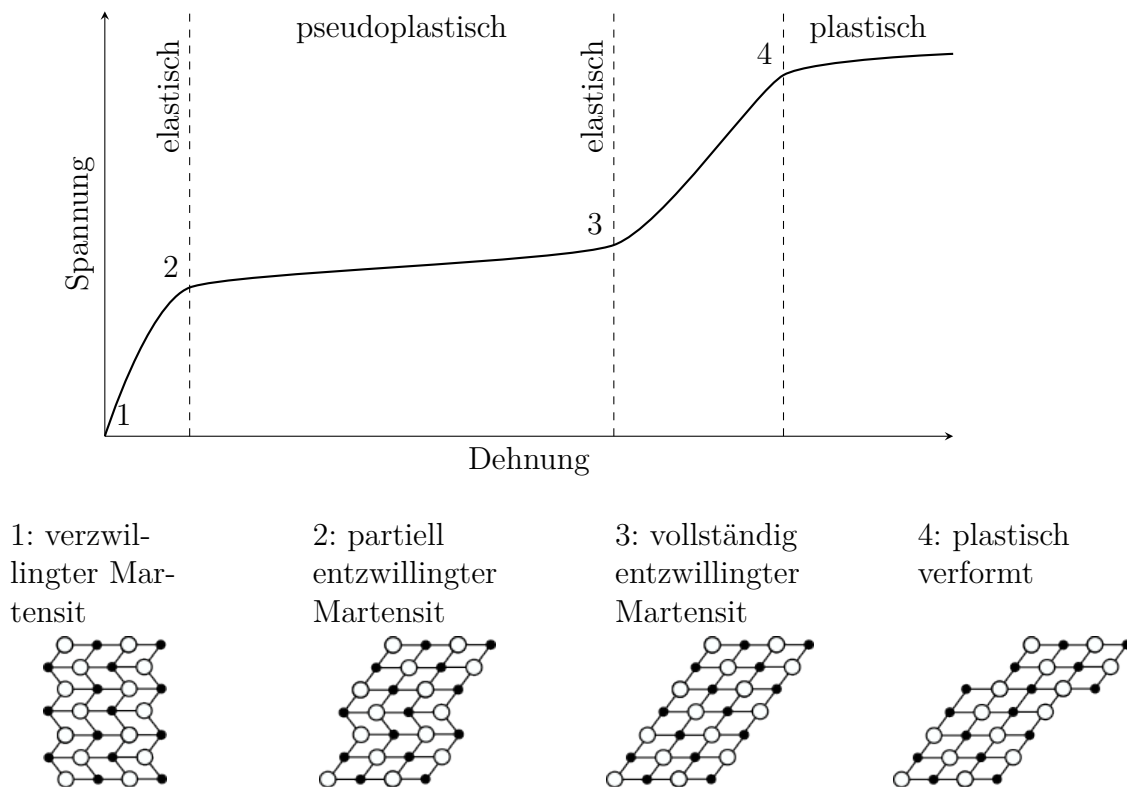 pseudoplastisch
plastisch
elastisch
elastisch
4
3
2
1
Spannung
Dehnung
1: verzwil-
lingter Mar-
tensit
2: partiell
entzwillingter
Martensit
3: vollständig
entzwillingter
Martensit
4: plastisch
verformt